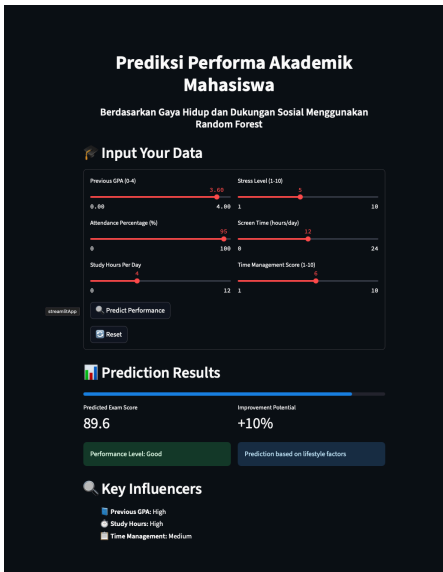 Prediksi Performa Akademik
Mahasiswa
Berdasarkan Gaya Hidup dan Dukungan Sosial Menggunakan
Random Forest
Input Your Data
Previous GPA (0-4)
3.60
0.00 4.00
Stress Level (1-10)
5
1 10
Attendance Percentage (%)
95
0 100
Screen Time (hours/day)
12
0 24
Study Hours Per Day
4
0 12
Time Management Score (1-10)
6
1 10
streamlitApp
Predict Performance
Reset
Prediction Results
Predicted Exam Score
89.6
Improvement Potential
+10%
Performance Level: Good
Prediction based on lifestyle factors
Key Influencers
Previous GPA: High
Study Hours: High
Time Management: Medium